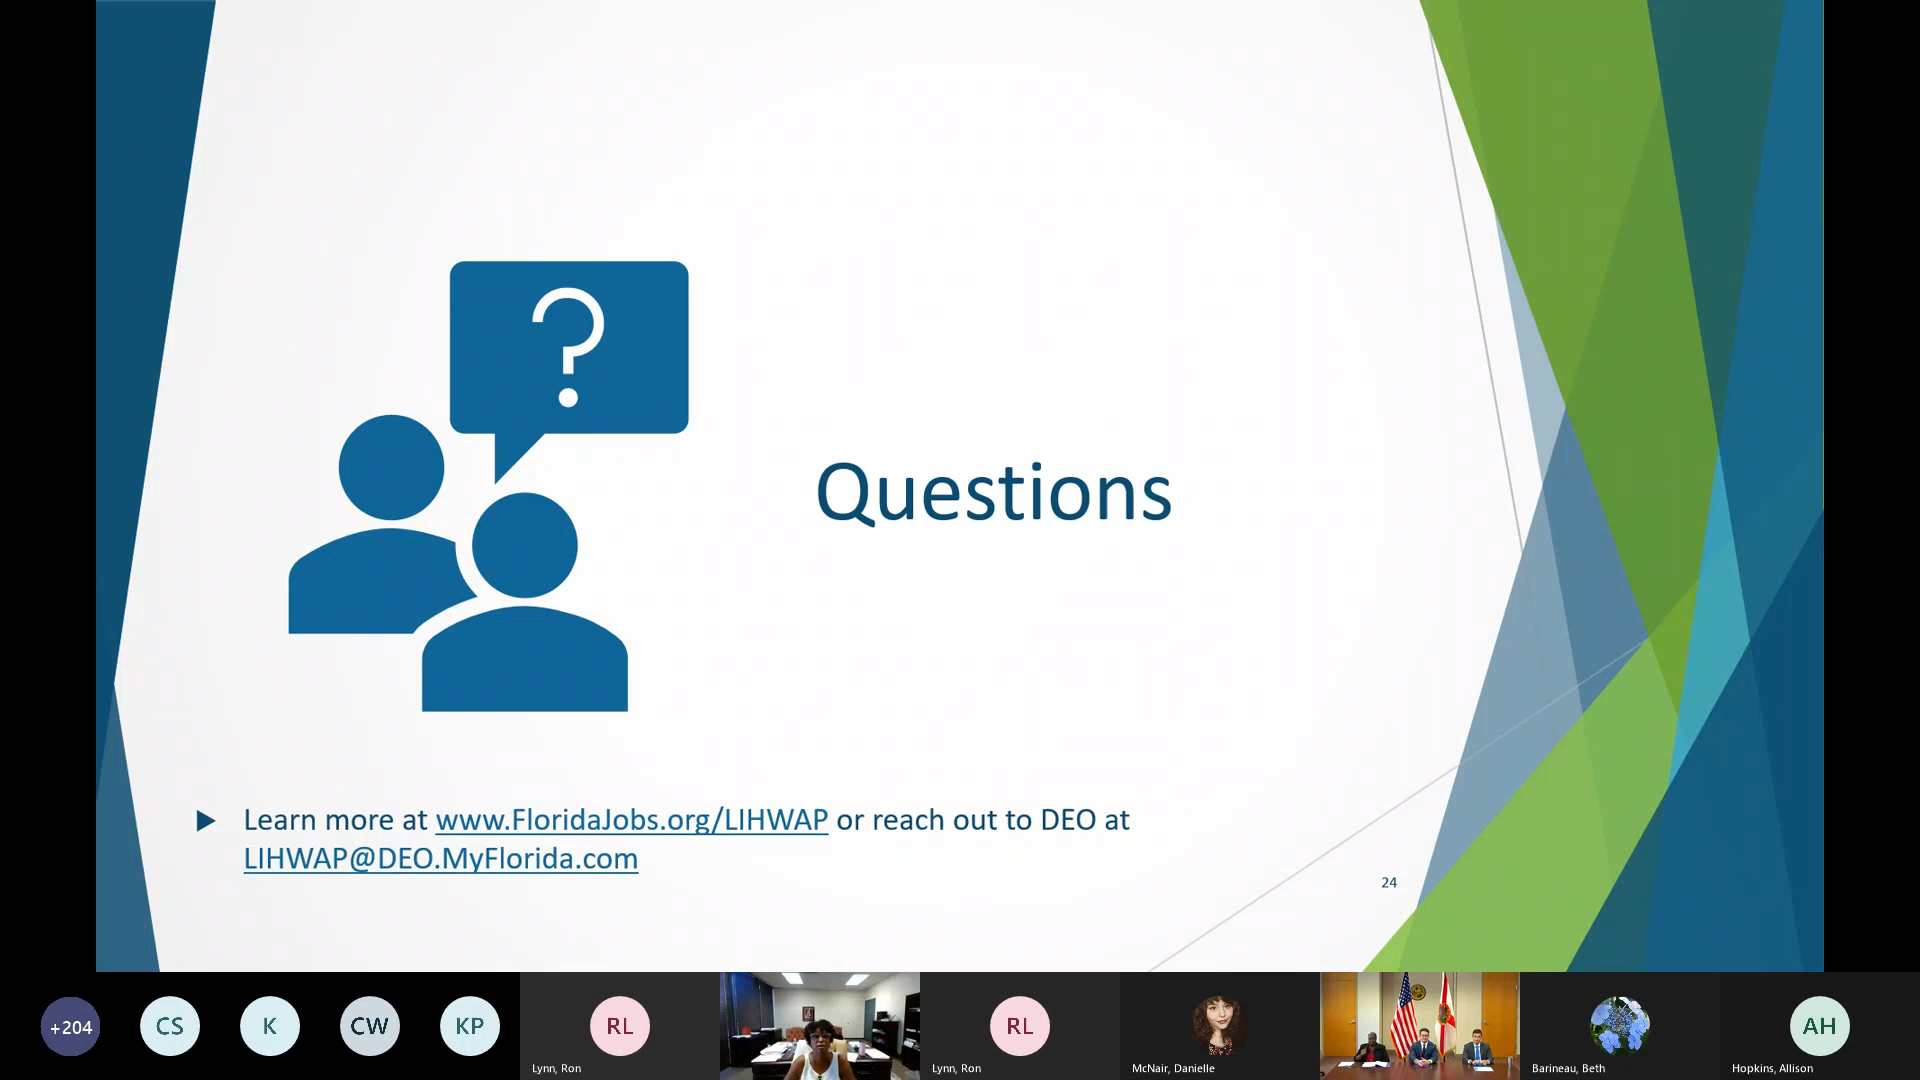 ?
Questions
Learn more at www.FloridaJobs.org/LIHWAP or reach out to DEO at
LIHWAP@DEO.MyFlorida.com
24
+204
CS
K
CW
KP
RL
Lynn, Ron
RL
Lynn, Ron
McNair, Danielle
Barineau, Beth
AH
Hopkins, Allison